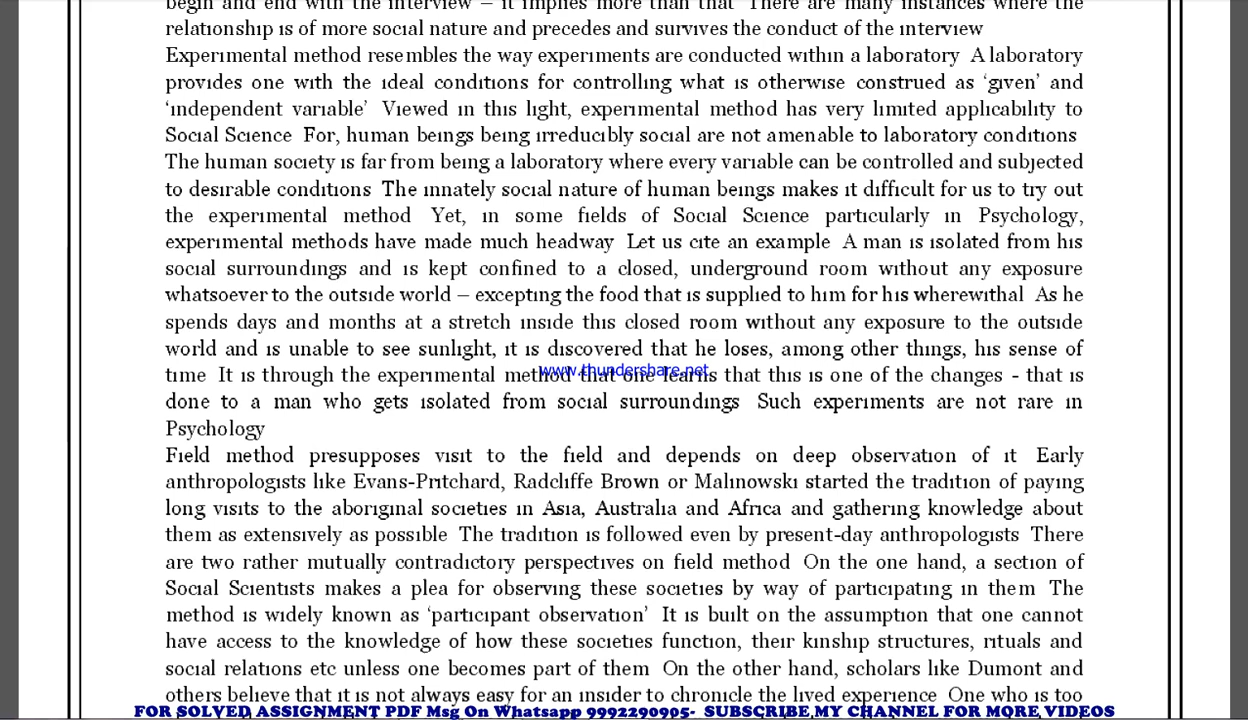 begin and end with the interview – it implies more than that There are many instances where the
relationship is of more social nature and precedes and survives the conduct of the interview
Experimental method resembles the way experiments are conducted within a laboratory A laboratory
provides one with the ideal conditions for controlling what is otherwise construed as ‘given’ and
‘independent variable’ Viewed in this light, experimental method has very limited applicability to
Social Science For, human beings being irreducibly social are not amenable to laboratory conditions
The human society is far from being a laboratory where every variable can be controlled and subjected
to desirable conditions The innately social nature of human beings makes it difficult for us to try out
the experimental method Yet, in some fields of Social Science particularly in Psychology,
experimental methods have made much headway Let us cite an example A man is isolated from his
social surroundings and is kept confined to a closed, underground room without any exposure
whatsoever to the outside world – excepting the food that is supplied to him for his wherewithal As he
spends days and months at a stretch inside this closed room without any exposure to the outside
world and is unable to see sunlight, it is discovered that he loses, among other things, his sense of
time It is through the experimental method that one learns that this is one of the changes - that is
www.thundershare.net
done to a man who gets isolated from social surroundings Such experiments are not rare in
Psychology
Field method presupposes visit to the field and depends on deep observation of it Early
anthropologists like Evans-Pritchard, Radcliffe Brown or Malinowski started the tradition of paying
long visits to the aboriginal societies in Asia, Australia and Africa and gathering knowledge about
them as extensively as possible The tradition is followed even by present-day anthropologists There
are two rather mutually contradictory perspectives on field method On the one hand, a section of
Social Scientists makes a plea for observing these societies by way of participating in them The
method is widely known as ‘participant observation’ It is built on the assumption that one cannot
have access to the knowledge of how these societies function, their kinship structures, rituals and
social relations etc unless one becomes part of them On the other hand, scholars like Dumont and
others believe that it is not always easy for an insider to chronicle the lived experience One who is too
FOR SOLVED ASSIGNMENT PDF Msg On Whatsapp 9992290905- SUBSCRIBE MY CHANNEL FOR MORE VIDEOS